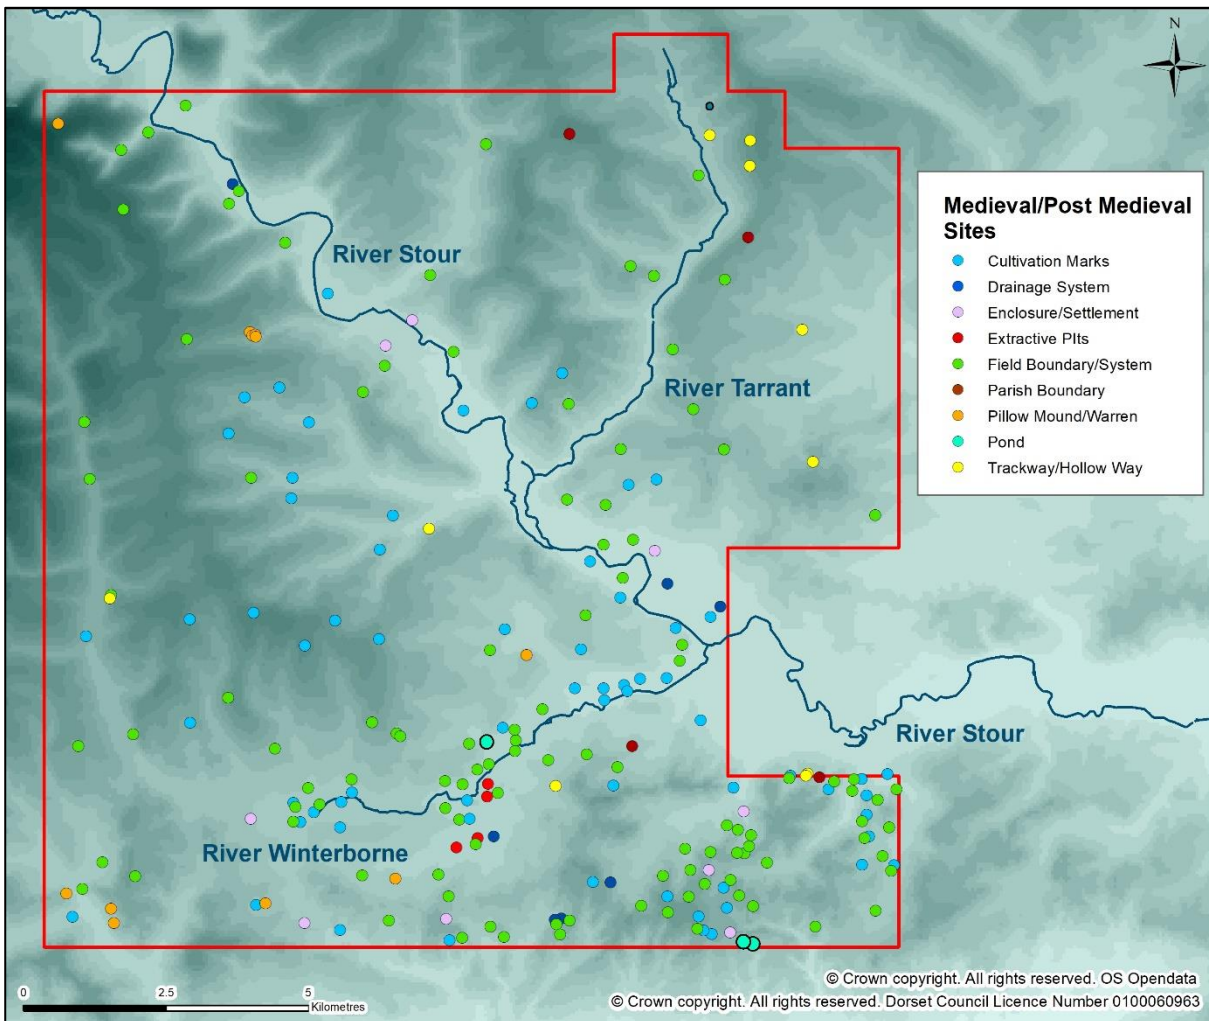 N
Medieval/Post Medieval
Sites
Cultivation Marks
Drainage System
Enclosure/Settlement
Extractive PIts
Field Boundary/System
Parish Boundary
Pillow Mound/Warren
Pond
Trackway/Hollow Way
River Stour
River Tarrant
River Stour
River Winterborne
0 2.5 5
Kilometres
© Crown copyright. All rights reserved. OS Opendata
© Crown copyright. All rights reserved. Dorset Council Licence Number 0100060963